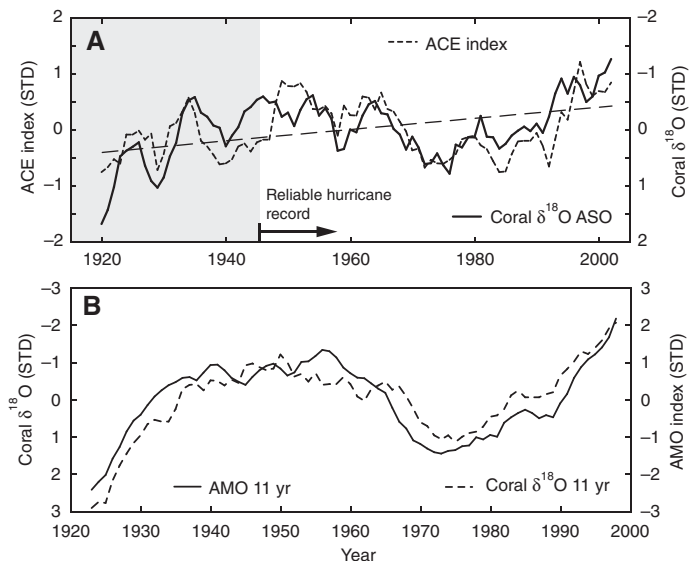 A
ACE index
ACE index (STD)
Coral δ18O (STD)
2
1
0
−1
−2
−2
−1
0
1
2
Reliable hurricane
record
Coral δ18O ASO
1920
1940
1960
1980
2000
B
Coral δ18O (STD)
AMO index (STD)
−3
−2
−1
0
1
2
3
3
2
1
0
−1
−2
−3
AMO 11 yr
Coral δ18O 11 yr
1920
1930
1940
1950
1960
1970
1980
1990
2000
Year